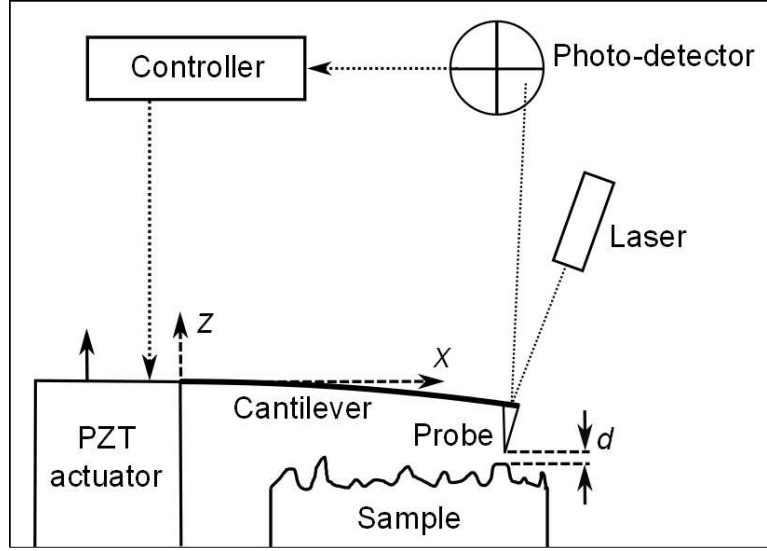 Controller
Photo-detector
Laser
Z
X
Cantilever
Probe
d
PZT
actuator
Sample